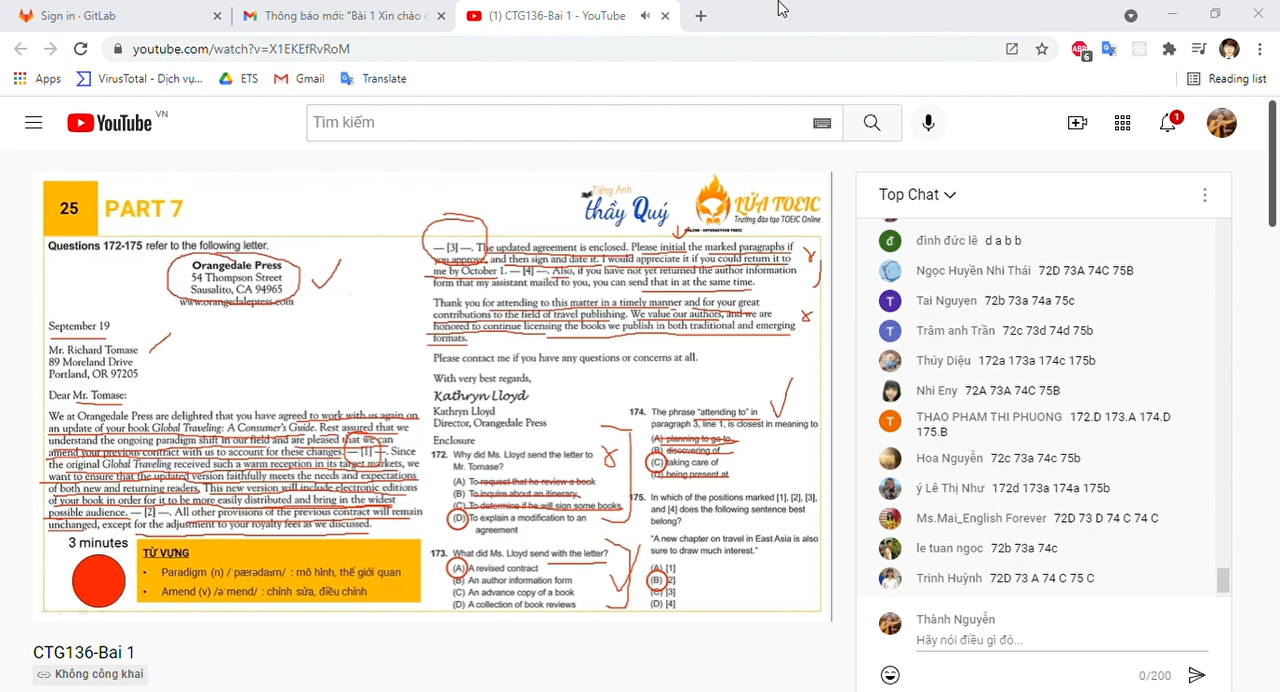 Sign in · GitLab
Thông báo mới: "Bài 1 Xin chào c
(1) CTG136-Bai 1 - YouTube
youtube.com/watch?v=X1EKEfRvRoM
ABP
6
Apps
VirusTotal - Dịch vụ...
ETS
Gmail
Translate
Reading list
YouTube VN
Tìm kiếm
1
25
PART 7
Tiếng Anh
thầy Quý
LỬA TOEIC
Trường đào tạo TOEIC Online
ONLINE - INTERACTIVE TOEIC
Questions 172-175 refer to the following letter.
Orangedale Press
54 Thompson Street
Sausalito, CA 94965
www.orangedalepress.com
September 19
Mr. Richard Tomase
89 Moreland Drive
Portland, OR 97205
Dear Mr. Tomase:
We at Orangedale Press are delighted that you have agreed to work with us again on
an update of your book Global Traveling: A Consumer's Guide. Rest assured that we
understand the ongoing paradigm shift in our field and are pleased that we can
amend your previous contract with us to account for these changes. — [1] —. Since
the original Global Traveling received such a warm reception in its target markets, we
want to ensure that the updated version faithfully meets the needs and expectations
of both new and returning readers. This new version will include electronic editions
of your book in order for it to be more easily distributed and bring in the widest
possible audience. — [2] —. All other provisions of the previous contract will remain
unchanged, except for the adjustment to your royalty fees as we discussed.
3 minutes
TỪ VỰNG
• Paradigm (n) /ˈpærədaɪm/ : mô hình, thế giới quan
• Amend (v) /əˈmend/ : chỉnh sửa, điều chỉnh
— [3] —. The updated agreement is enclosed. Please initial the marked paragraphs if
you approve, and then sign and date it. I would appreciate it if you could return it to
me by October 1. — [4] —. Also, if you have not yet returned the author information
form that my assistant mailed to you, you can send that in at the same time.
Thank you for attending to this matter in a timely manner and for your great
contributions to the field of travel publishing. We value our authors, and we are
honored to continue licensing the books we publish in both traditional and emerging
formats.
Please contact me if you have any questions or concerns at all.
With very best regards,
Kathryn Lloyd
Kathryn Lloyd
Director, Orangedale Press
Enclosure
172. Why did Ms. Lloyd send the letter to
Mr. Tomase?
(A) To request that he review a book
(B) To inquire about an itinerary
(C) To determine if he will sign some books
(D) To explain a modification to an
agreement
173. What did Ms. Lloyd send with the letter?
(A) A revised contract
(B) An author information form
(C) An advance copy of a book
(D) A collection of book reviews
174. The phrase "attending to" in
paragraph 3, line 1, is closest in meaning to
(A) planning to go to
(B) discovering of
(C) taking care of
(D) being present at
175. In which of the positions marked [1], [2], [3],
and [4] does the following sentence best
belong?
"A new chapter on travel in East Asia is also
sure to draw much interest."
(A) [1]
(B) [2]
(C) [3]
(D) [4]
CTG136-Bai 1
Không công khai
Top Chat
đình đức lê d a b b
Ngọc Huyền Nhi Thái 72D 73A 74C 75B
Tai Nguyen 72b 73a 74a 75c
Trâm anh Trần 72c 73d 74d 75b
Thúy Diệu 172a 173a 174c 175b
Nhi Eny 72A 73A 74C 75B
THAO PHAM THI PHUONG 172.D 173.A 174.D
175.B
Hoa Nguyễn 72c 73a 74c 75b
ý Lê Thị Như 172d 173a 174a 175b
Ms.Mai_English Forever 72D 73 D 74 C 74 C
le tuan ngoc 72b 73a 74c
Trinh Huỳnh 72D 73 A 74 C 75 C
Thành Nguyễn
Hãy nói điều gì đó...
0/200